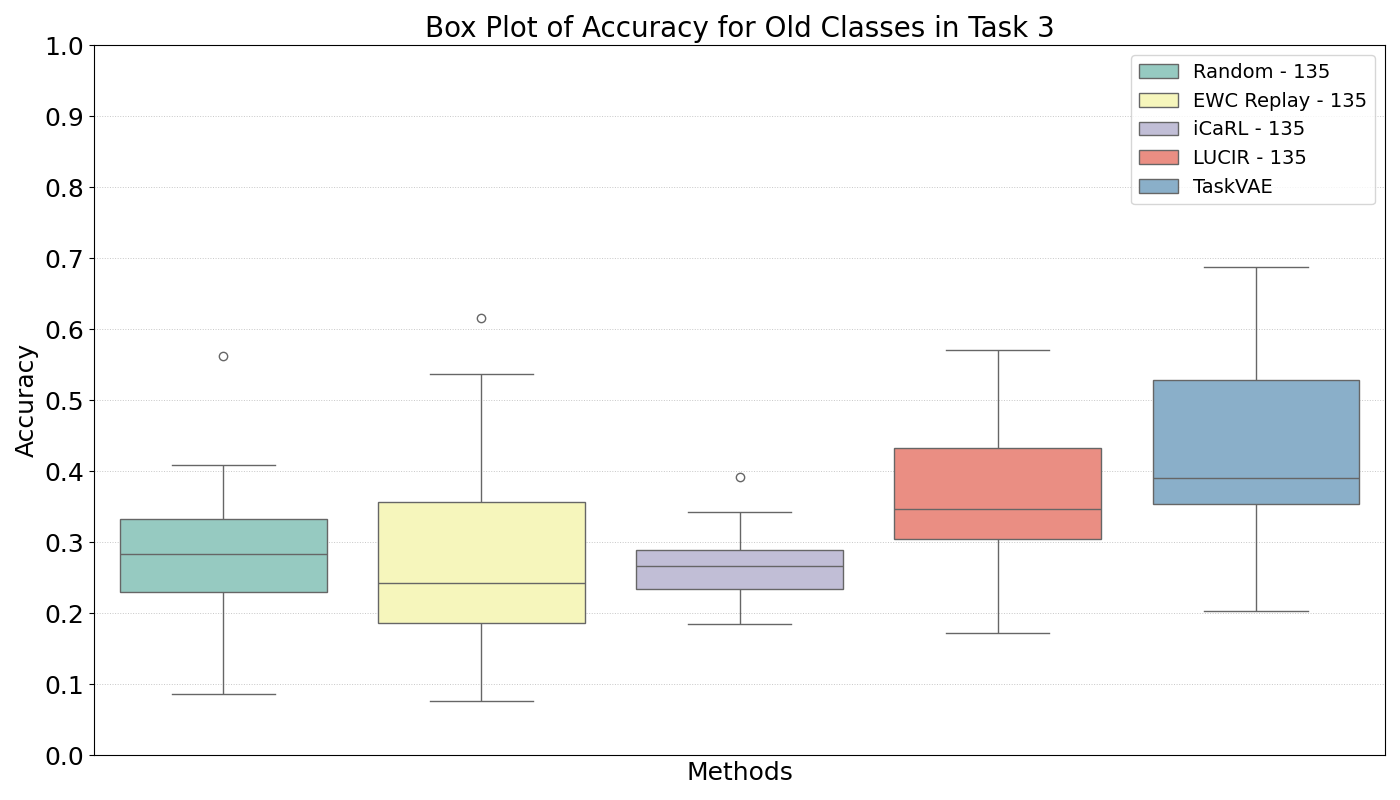 Box Plot of Accuracy for Old Classes in Task 3
1.0
0.9
0.8
0.7
0.6
0.5
0.4
0.3
0.2
0.1
0.0
Accuracy
Methods
Random - 135
EWC Replay - 135
iCaRL - 135
LUCIR - 135
TaskVAE